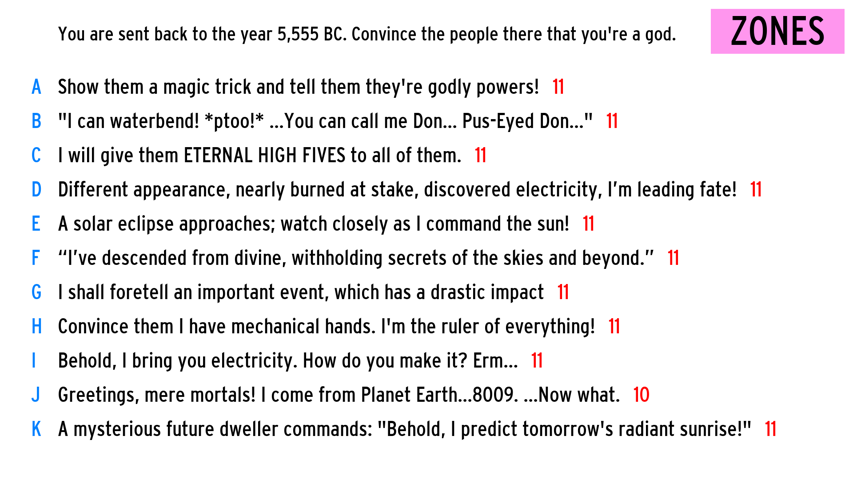 You are sent back to the year 5,555 BC. Convince the people there that you're a god.
ZONES
A Show them a magic trick and tell them they're godly powers! 11
B "I can waterbend! *ptoo!* ...You can call me Don... Pus-Eyed Don..." 11
C I will give them ETERNAL HIGH FIVES to all of them. 11
D Different appearance, nearly burned at stake, discovered electricity, I'm leading fate! 11
E A solar eclipse approaches; watch closely as I command the sun! 11
F “I've descended from divine, withholding secrets of the skies and beyond.” 11
G I shall foretell an important event, which has a drastic impact 11
H Convince them I have mechanical hands. I'm the ruler of everything! 11
I Behold, I bring you electricity. How do you make it? Erm... 11
J Greetings, mere mortals! I come from Planet Earth...8009. ...Now what. 10
K A mysterious future dweller commands: "Behold, I predict tomorrow's radiant sunrise!" 11